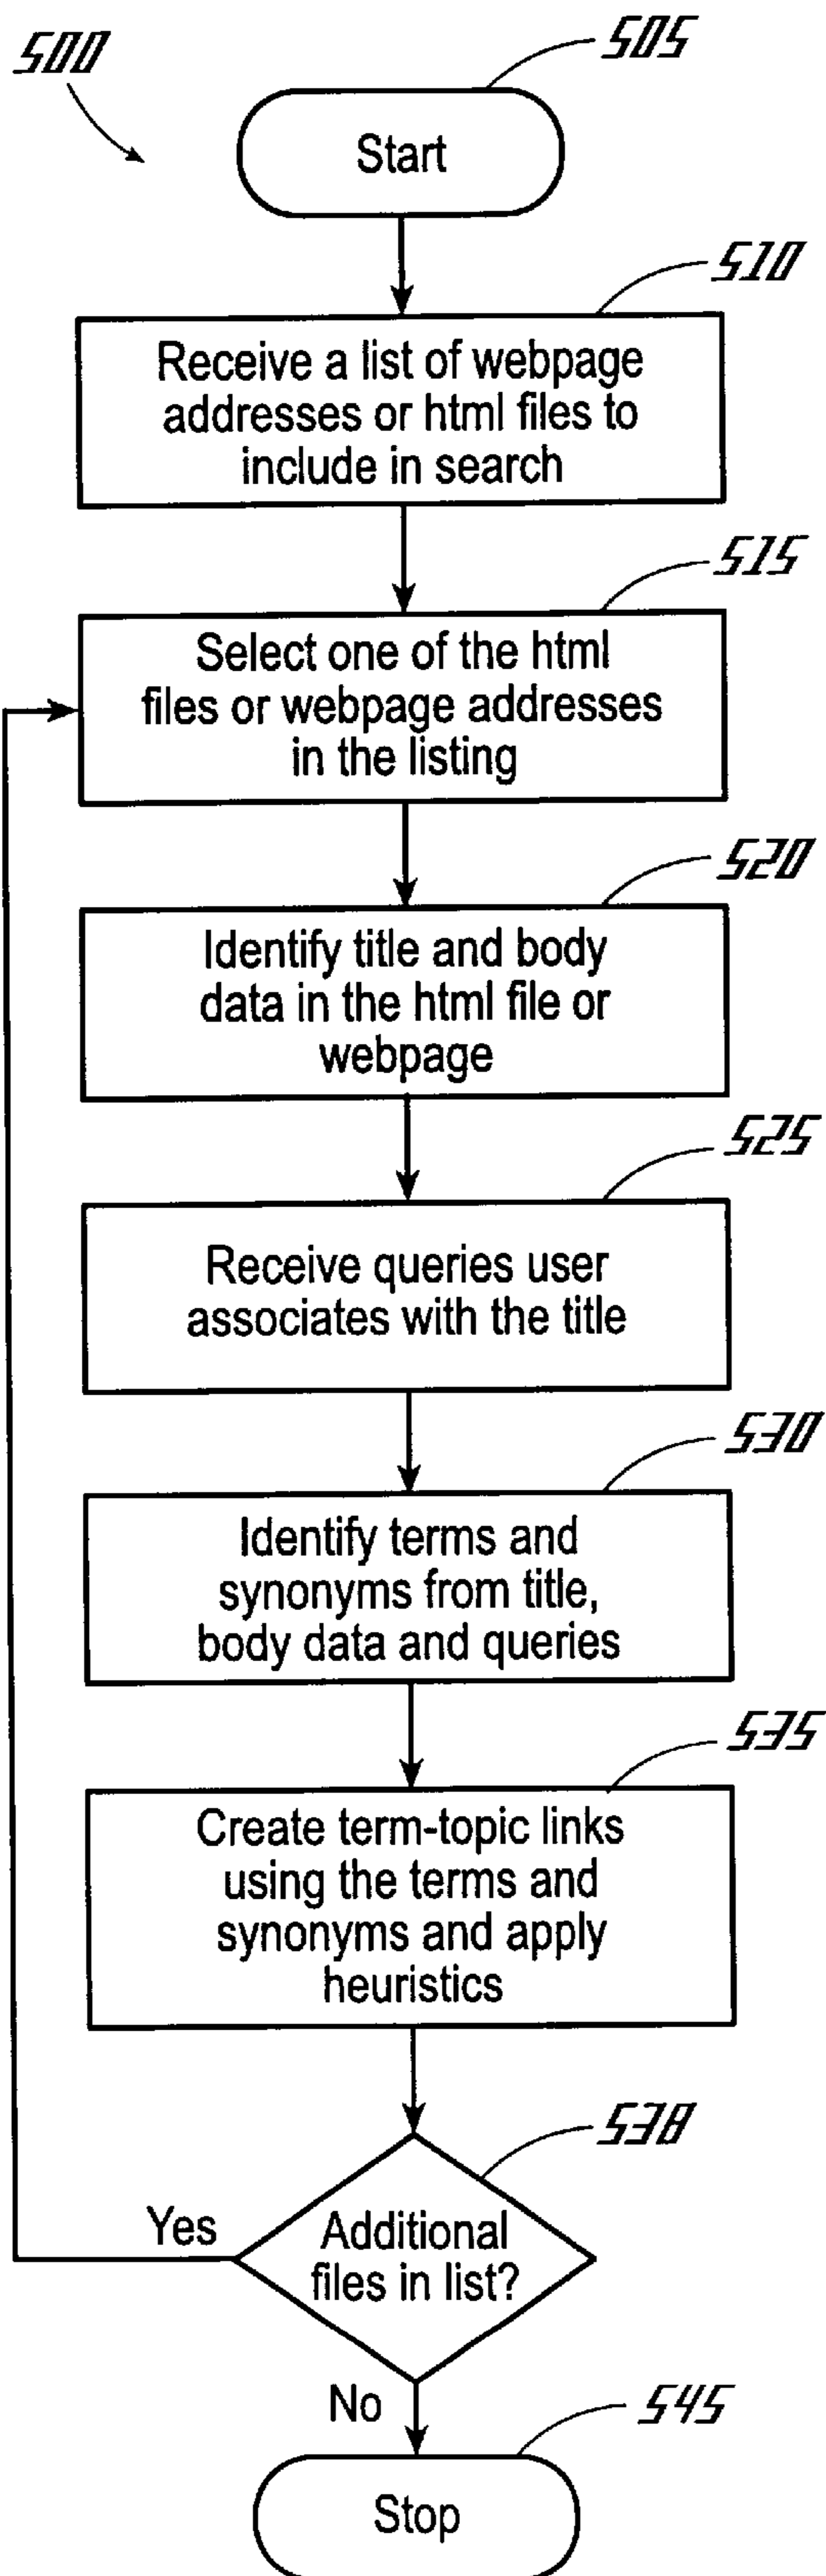 500
505
Start
510
Receive a list of webpage
addresses or html files to
include in search
515
Select one of the html
files or webpage addresses
in the listing
520
Identify title and body
data in the html file or
webpage
525
Receive queries user
associates with the title
530
Identify terms and
synonyms from title,
body data and queries
535
Create term-topic links
using the terms and
synonyms and apply
heuristics
538
Yes
Additional
files in list?
No
545
Stop